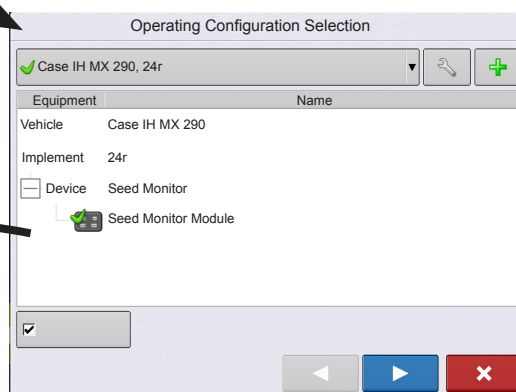 Operating Configuration Selection
Case IH MX 290, 24r
Equipment Name
Vehicle Case IH MX 290
Implement 24r
Device Seed Monitor
Seed Monitor Module